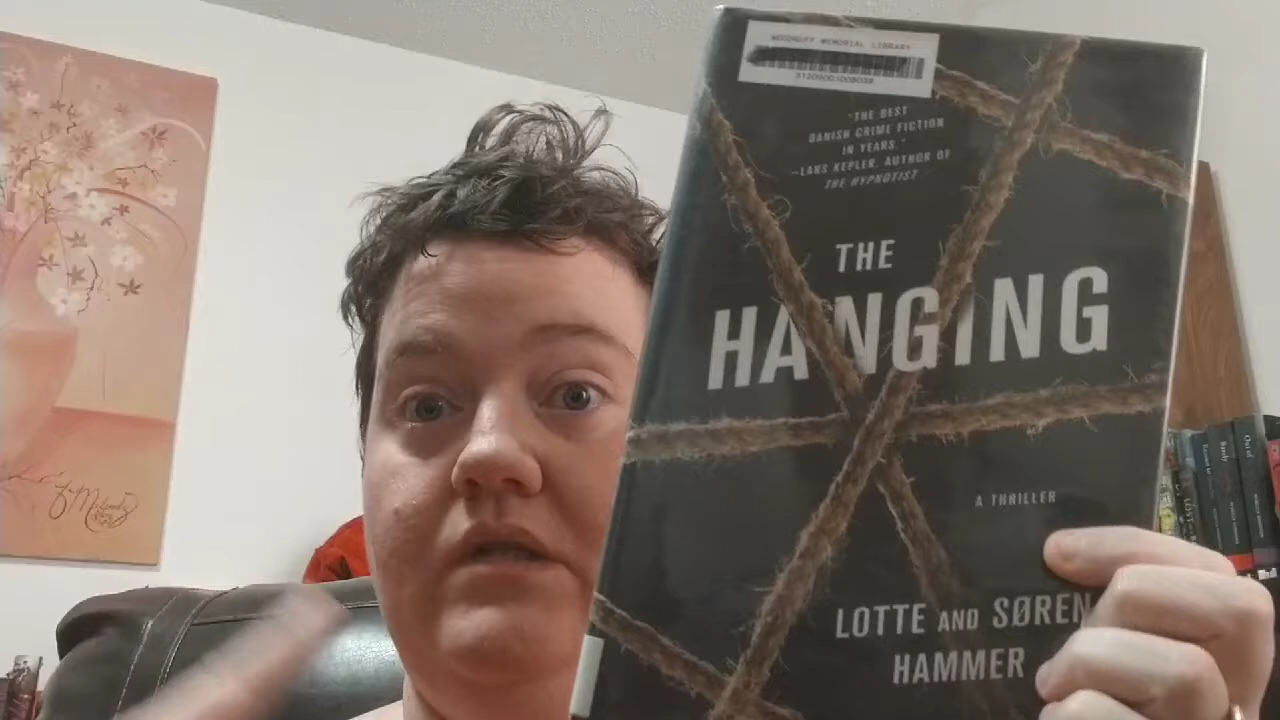 WOODRUFF MEMORIAL LIBRARY
"THE BEST
DANISH CRIME FICTION
IN YEARS."
—LARS KEPLER, AUTHOR OF
THE HYPNOTIST
THE
HANGING
A THRILLER
LOTTE AND SØREN
HAMMER